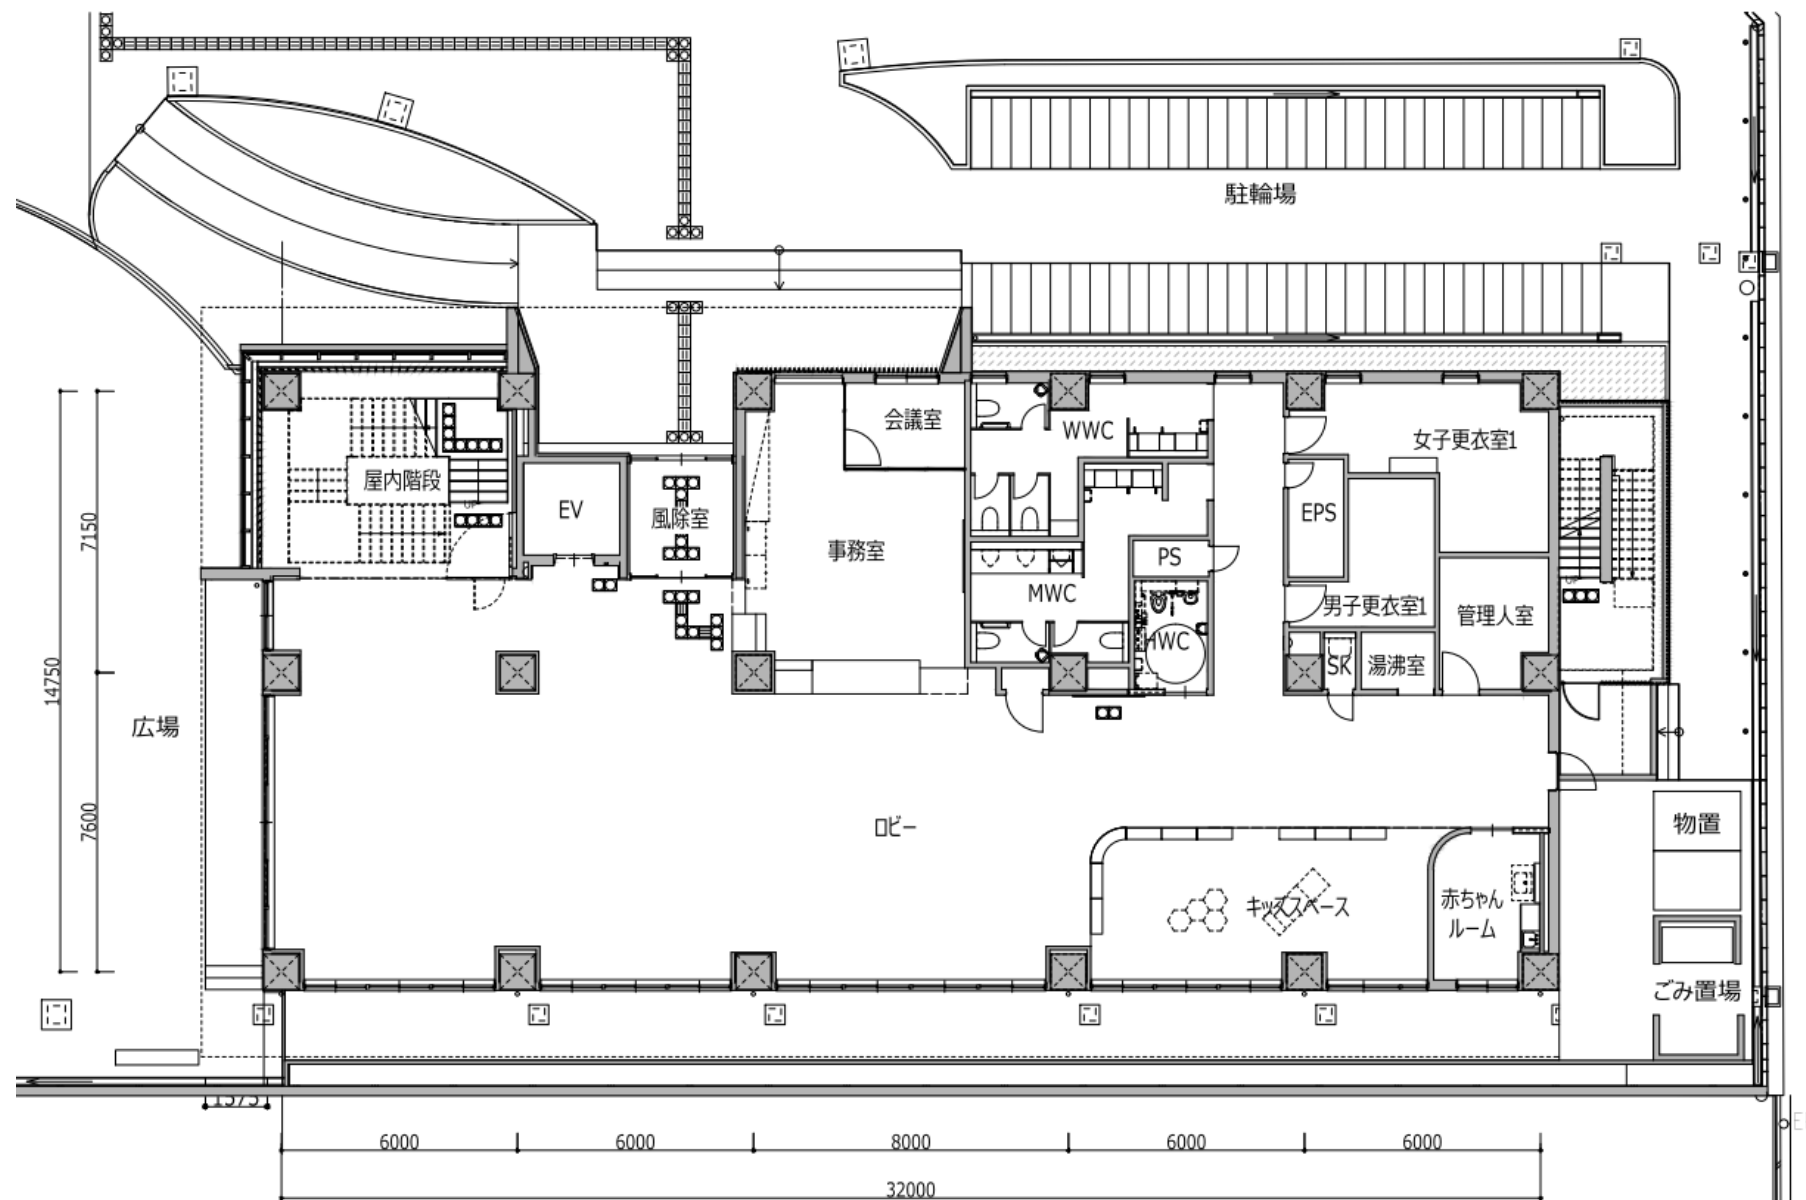 駐輪場
会議室
WWC
女子更衣室1
屋内階段
UP
EV
風除室
EPS
7150
事務室
PS
MWC
男子更衣室1
UP
管理人室
HWC
SK
湯沸室
14750
広場
7600
ロビー
物置
キッズスペース
赤ちゃん
ルーム
ごみ置場
1575
6000
6000
8000
6000
6000
32000